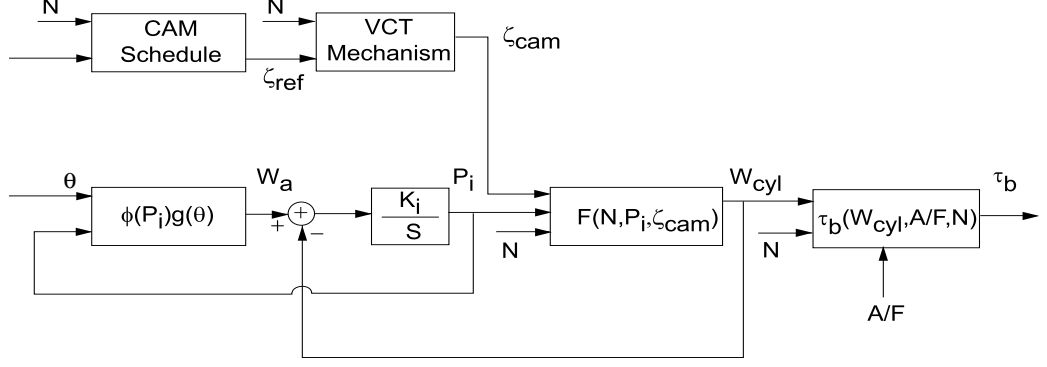 N
CAM
Schedule
ζref
N
VCT
Mechanism
ζcam
θ
ϕ(Pi)g(θ)
Wa
+
+
−
Ki
S
Pi
N
F(N,Pi,ζcam)
Wcyl
N
τb(Wcyl,A/F,N)
τb
A/F